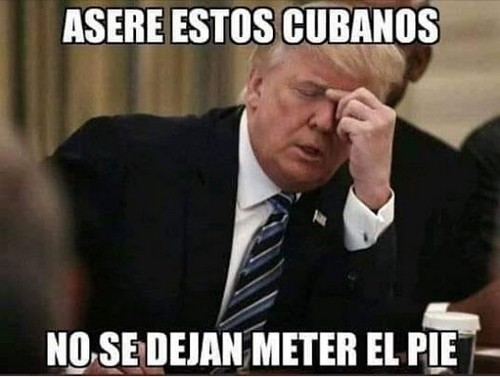 ASERE ESTOS CUBANOS
NO SE DEJAN METER EL PIE